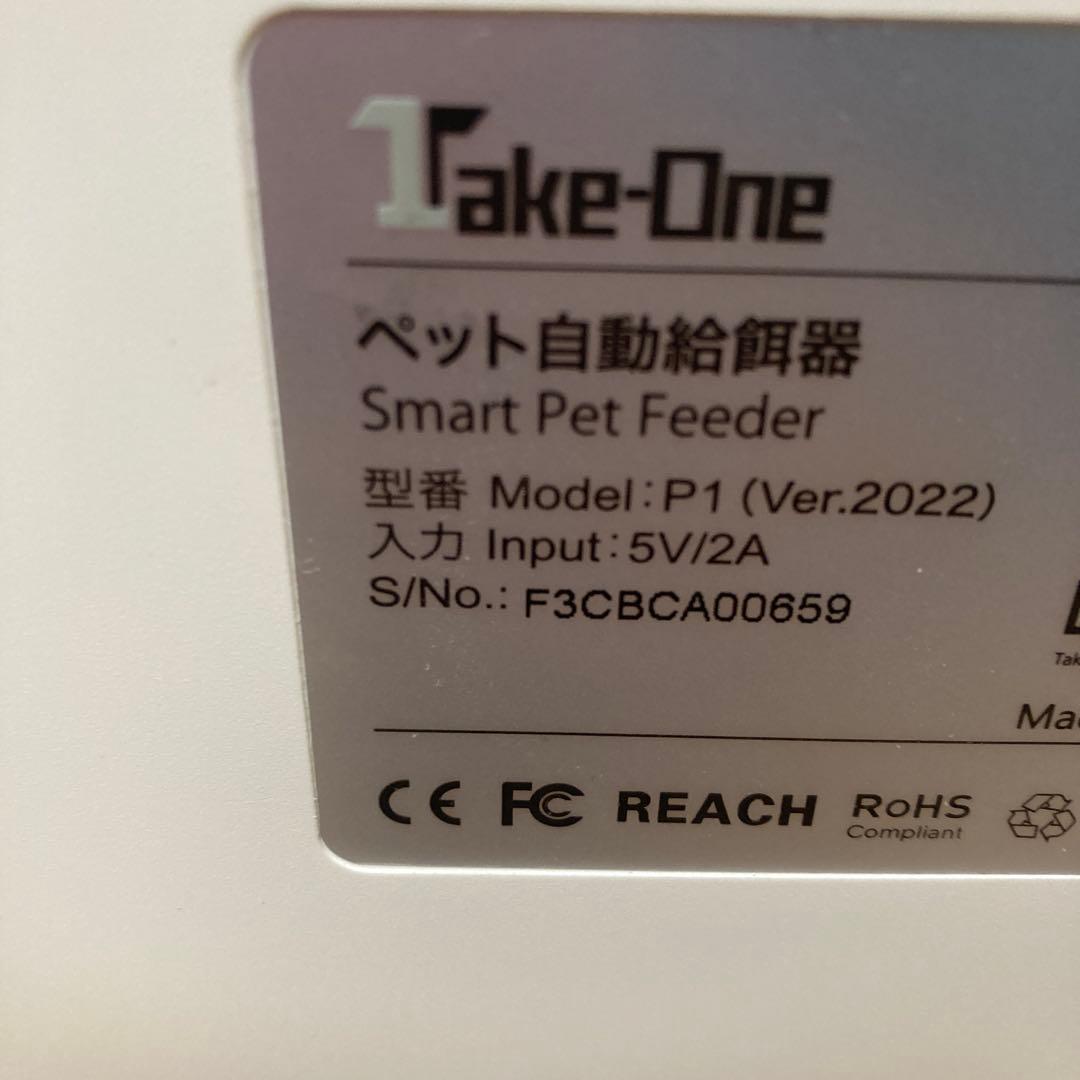 Take-One
ペット自動給餌器
Smart Pet Feeder
型番 Model:P1 (Ver.2022)
入力 Input:5V/2A
S/No.: F3CBCA00659
CE FC REACH RoHS
Compliant